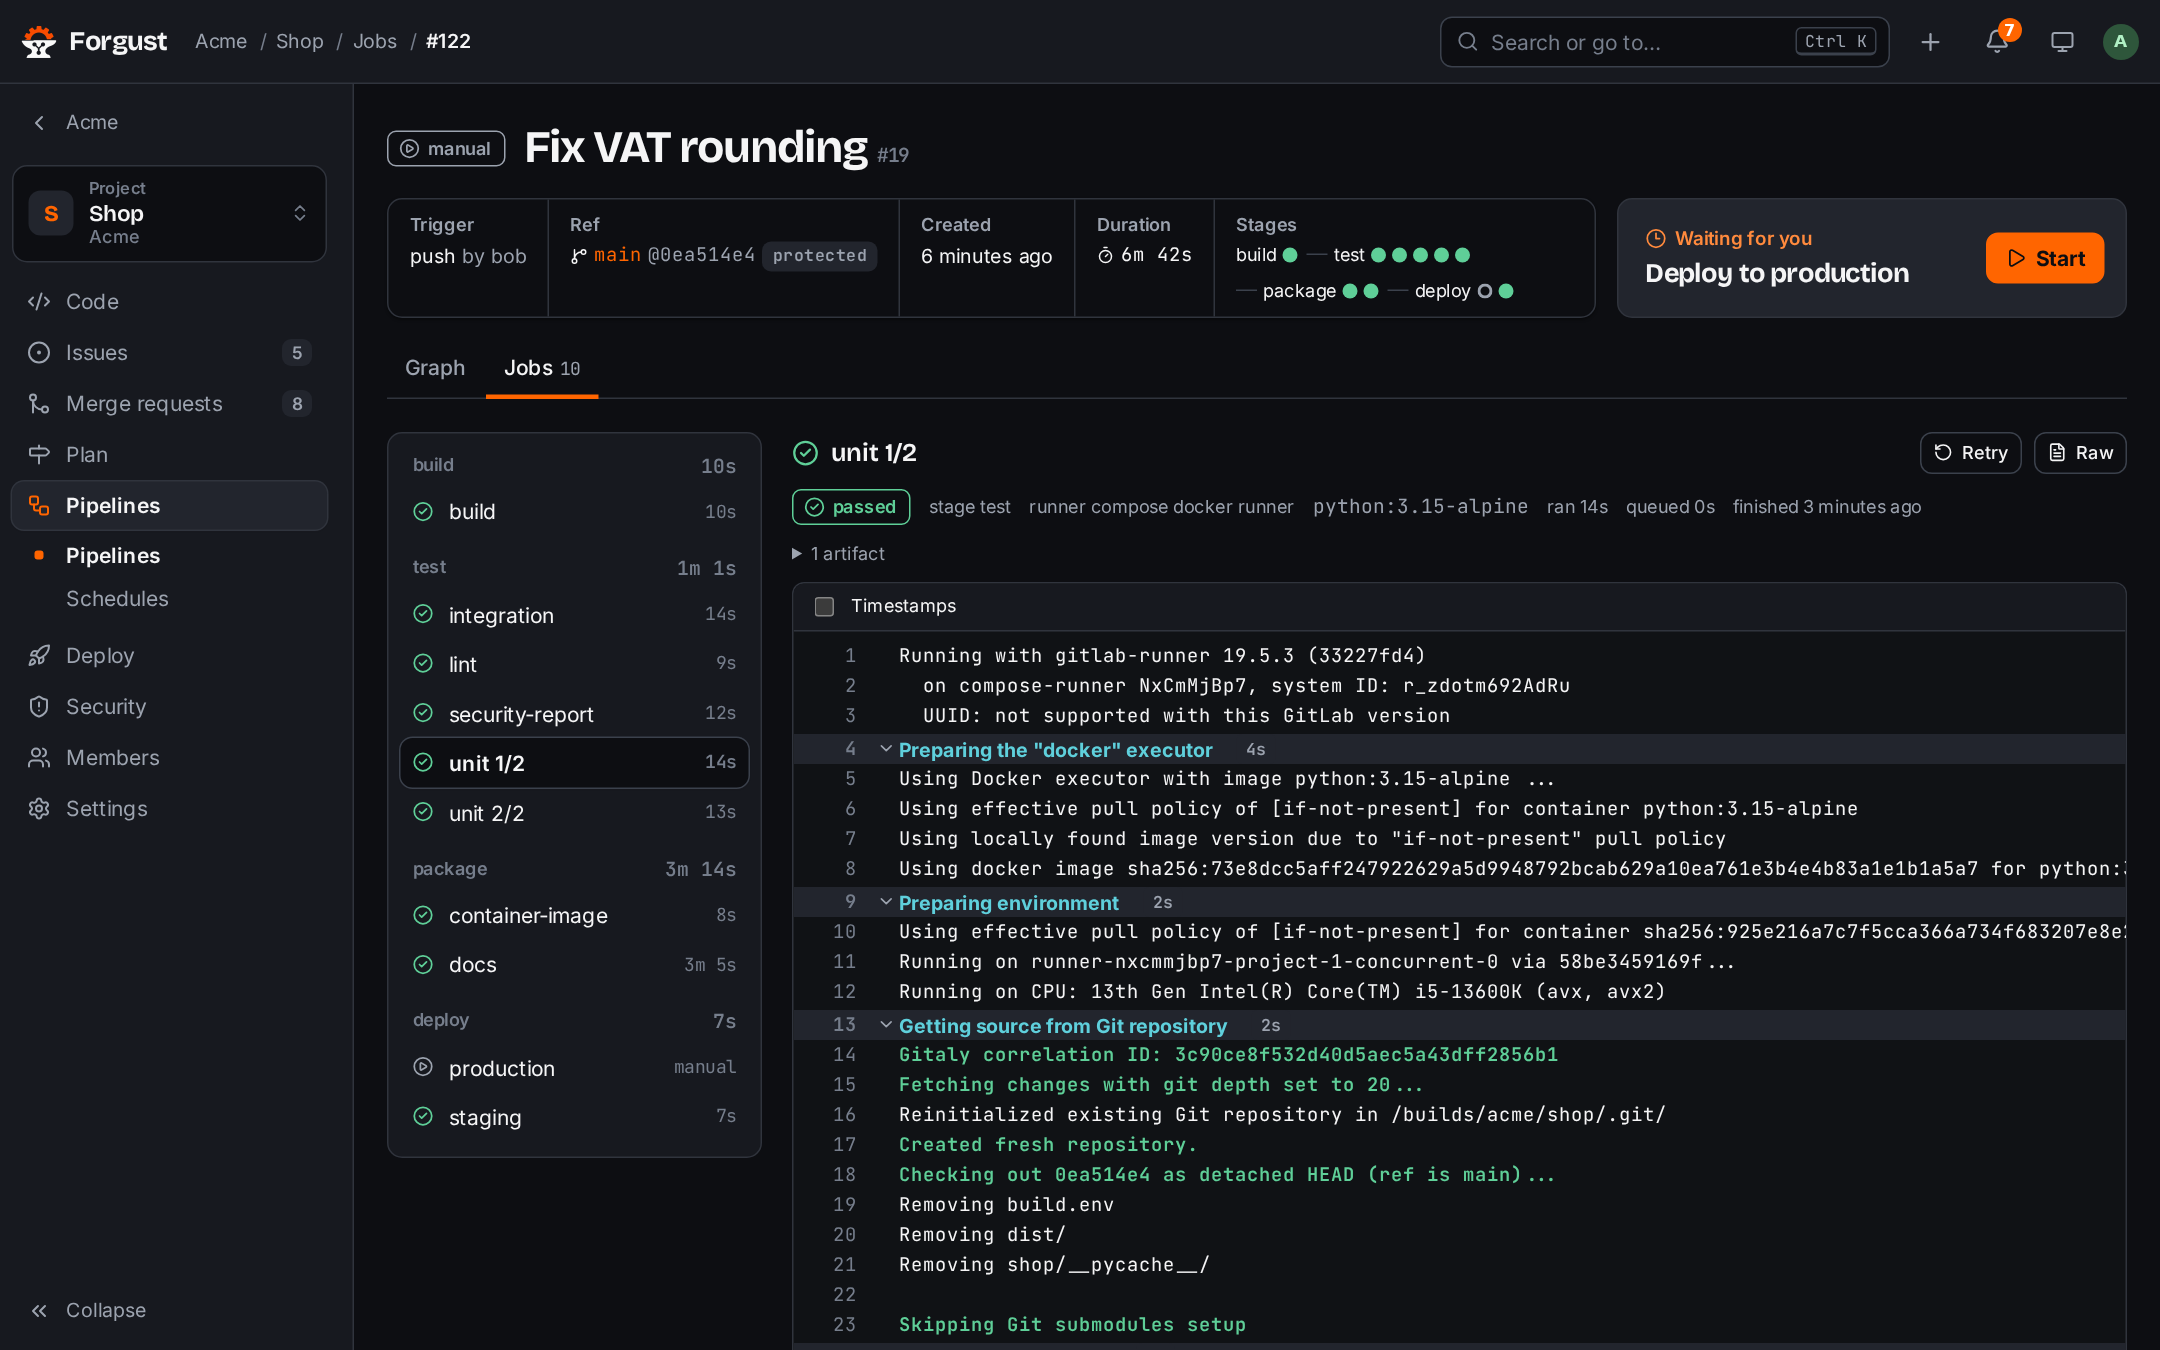 Forgust
Acme / Shop / Jobs / #122
Search or go to...
Ctrl K
7
A
Acme
S
Project
Shop
Acme
Code
Issues 5
Merge requests 8
Plan
Pipelines
Pipelines
Schedules
Deploy
Security
Members
Settings
Collapse
manual
Fix VAT rounding #19
Trigger
push by bob
Ref
main @0ea514e4 protected
Created
6 minutes ago
Duration
6m 42s
Stages
build — test
— package — deploy
Waiting for you
Deploy to production
Start
Graph
Jobs 10
build 10s
build 10s
test 1m 1s
integration 14s
lint 9s
security-report 12s
unit 1/2 14s
unit 2/2 13s
package 3m 14s
container-image 8s
docs 3m 5s
deploy 7s
production manual
staging 7s
unit 1/2
Retry
Raw
passed stage test runner compose docker runner python:3.15-alpine ran 14s queued 0s finished 3 minutes ago
1 artifact
Timestamps
1 Running with gitlab-runner 19.5.3 (33227fd4)
2 on compose-runner NxCmMjBp7, system ID: r_zdotm692AdRu
3 UUID: not supported with this GitLab version
4 Preparing the "docker" executor 4s
5 Using Docker executor with image python:3.15-alpine ...
6 Using effective pull policy of [if-not-present] for container python:3.15-alpine
7 Using locally found image version due to "if-not-present" pull policy
8 Using docker image sha256:73e8dcc5aff247922629a5d9948792bcab629a10ea761e3b4e4b83a1e1b1a5a7 for python:
9 Preparing environment 2s
10 Using effective pull policy of [if-not-present] for container sha256:925e216a7c7f5cca366a734f683207e8e
11 Running on runner-nxcmmjbp7-project-1-concurrent-0 via 58be3459169f...
12 Running on CPU: 13th Gen Intel(R) Core(TM) i5-13600K (avx, avx2)
13 Getting source from Git repository 2s
14 Gitaly correlation ID: 3c90ce8f532d40d5aec5a43dff2856b1
15 Fetching changes with git depth set to 20...
16 Reinitialized existing Git repository in /builds/acme/shop/.git/
17 Created fresh repository.
18 Checking out 0ea514e4 as detached HEAD (ref is main)...
19 Removing build.env
20 Removing dist/
21 Removing shop/__pycache__/
22
23 Skipping Git submodules setup